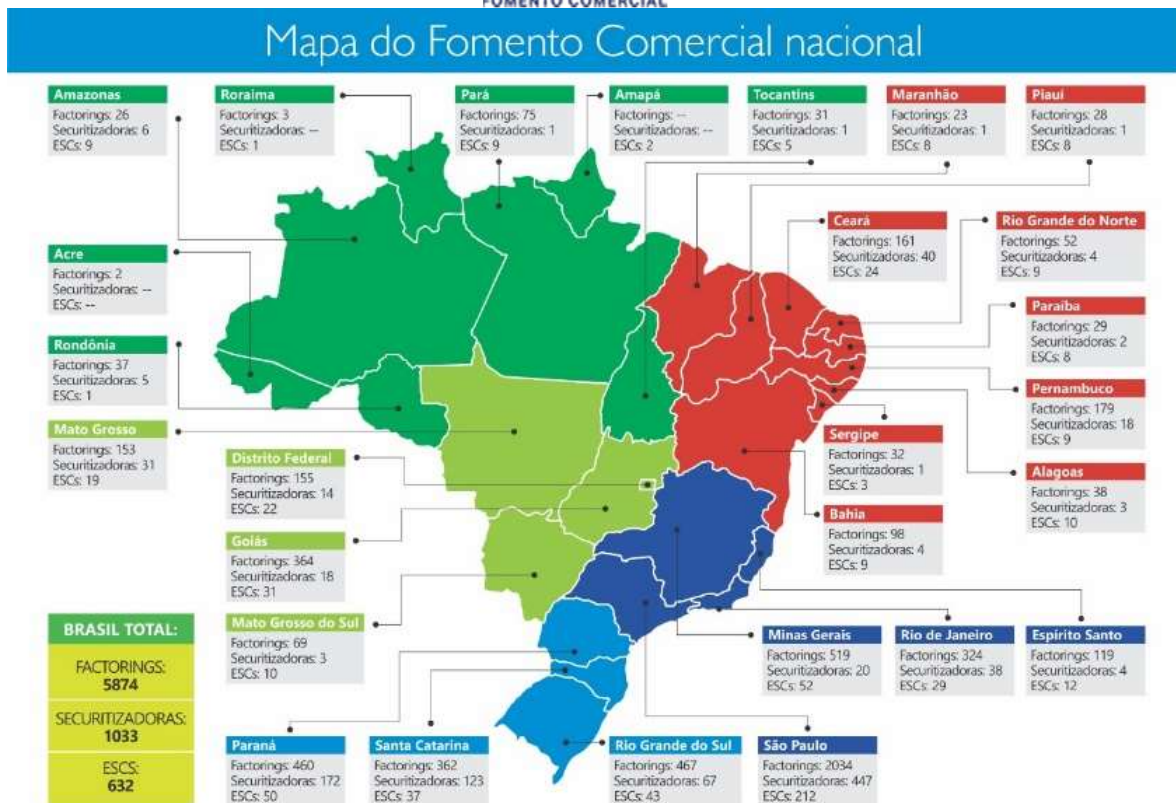 FOMENTO COMERCIAL
Mapa do Fomento Comercial nacional
Amazonas
Factorings: 26
Securitizadoras: 6
ESCs: 9
Roraima
Factorings: 3
Securitizadoras: --
ESCs: 1
Pará
Factorings: 75
Securitizadoras: 1
ESCs: 9
Amapá
Factorings: --
Securitizadoras: --
ESCs: 2
Tocantins
Factorings: 31
Securitizadoras: 1
ESCs: 5
Maranhão
Factorings: 23
Securitizadoras: 1
ESCs: 8
Piauí
Factorings: 28
Securitizadoras: 1
ESCs: 8
Ceará
Factorings: 161
Securitizadoras: 40
ESCs: 24
Rio Grande do Norte
Factorings: 52
Securitizadoras: 4
ESCs: 9
Acre
Factorings: 2
Securitizadoras: --
ESCs: --
Paraíba
Factorings: 29
Securitizadoras: 2
ESCs: 8
Rondônia
Factorings: 37
Securitizadoras: 5
ESCs: 1
Pernambuco
Factorings: 179
Securitizadoras: 18
ESCs: 9
Mato Grosso
Factorings: 153
Securitizadoras: 31
ESCs: 19
Distrito Federal
Factorings: 155
Securitizadoras: 14
ESCs: 22
Sergipe
Factorings: 32
Securitizadoras: 1
ESCs: 3
Alagoas
Factorings: 38
Securitizadoras: 3
ESCs: 10
Goiás
Factorings: 364
Securitizadoras: 18
ESCs: 31
Bahia
Factorings: 98
Securitizadoras: 4
ESCs: 9
Mato Grosso do Sul
Factorings: 69
Securitizadoras: 3
ESCs: 10
BRASIL TOTAL:
FACTORINGS:
5874
SECURITIZADORAS:
1033
ESCS:
632
Minas Gerais
Factorings: 519
Securitizadoras: 20
ESCs: 52
Rio de Janeiro
Factorings: 324
Securitizadoras: 38
ESCs: 29
Espírito Santo
Factorings: 119
Securitizadoras: 4
ESCs: 12
Paraná
Factorings: 460
Securitizadoras: 172
ESCs: 50
Santa Catarina
Factorings: 362
Securitizadoras: 123
ESCs: 37
Rio Grande do Sul
Factorings: 467
Securitizadoras: 67
ESCs: 43
São Paulo
Factorings: 2034
Securitizadoras: 447
ESCs: 212